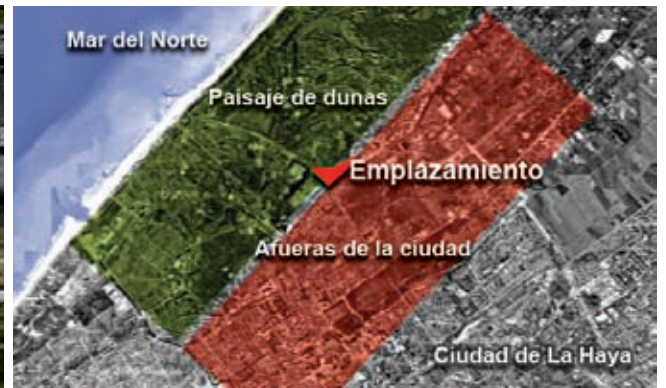 Mar del Norte
Paisaje de dunas
Emplazamiento
Afueras de la ciudad
Ciudad de La Haya